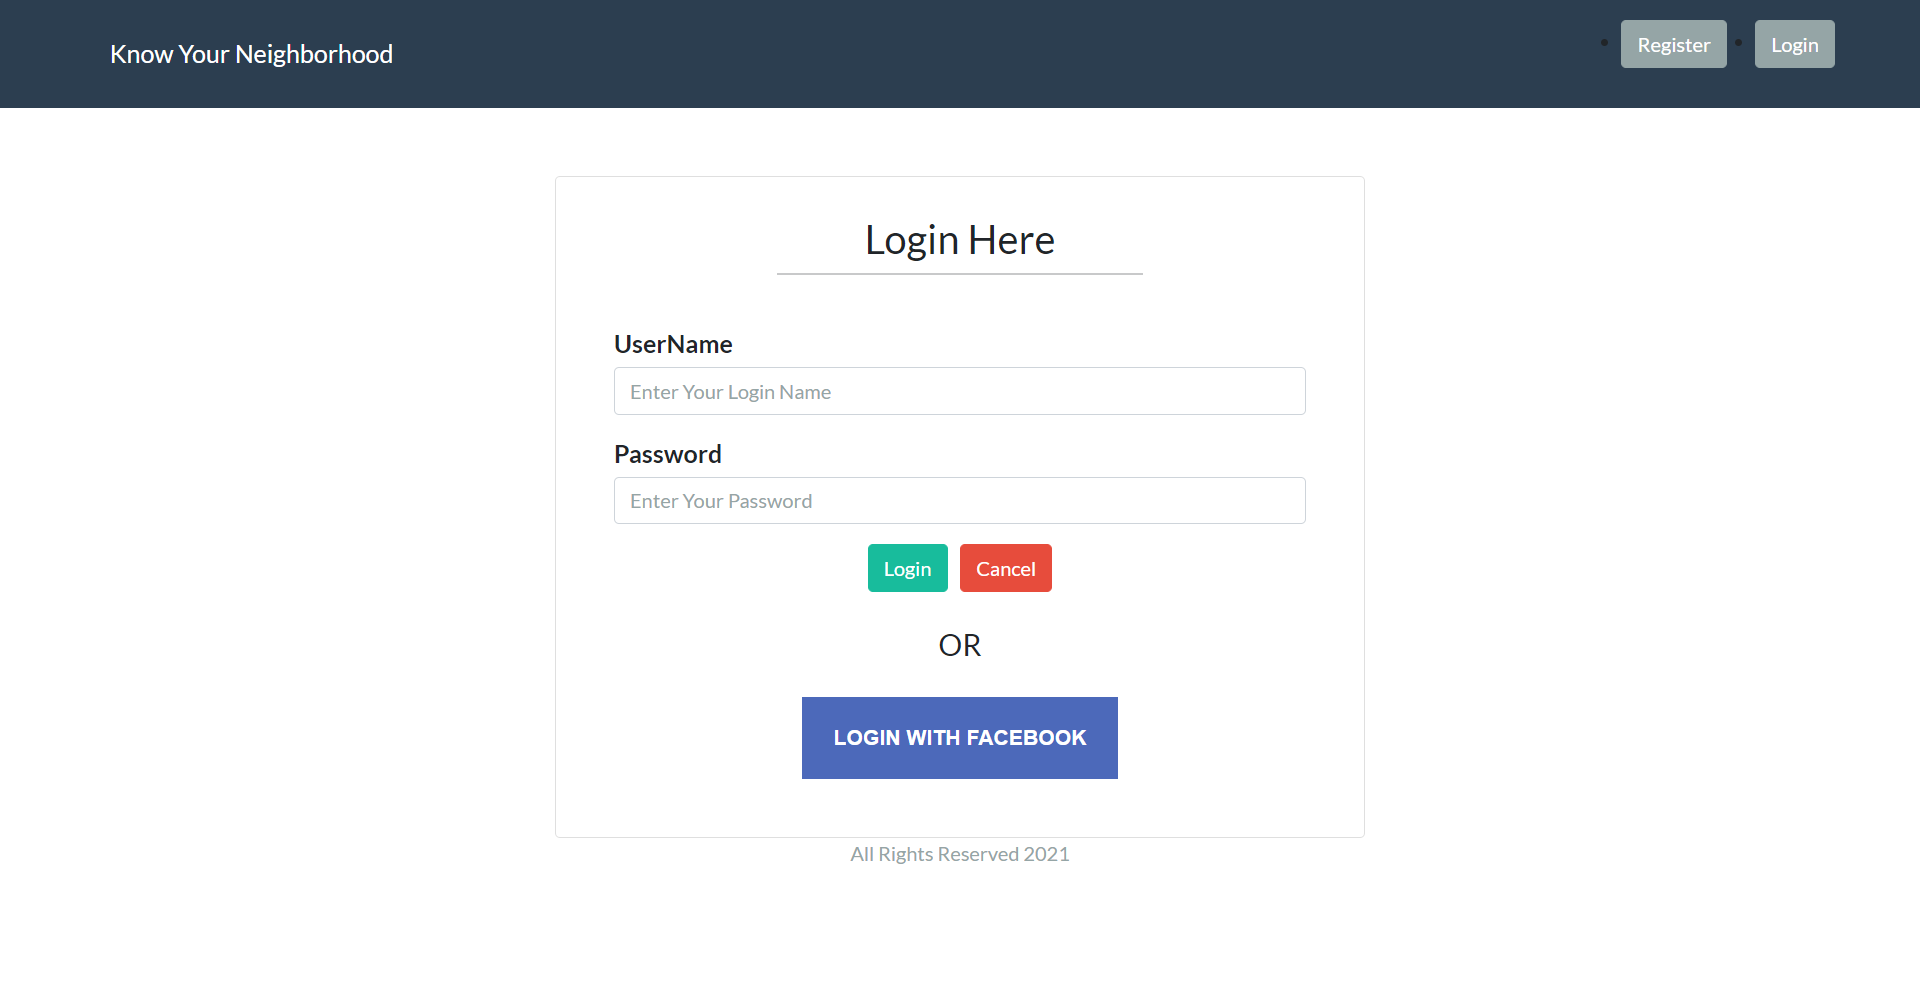 Know Your Neighborhood
Register
Login
Login Here
UserName
Enter Your Login Name
Password
Enter Your Password
Login
Cancel
OR
LOGIN WITH FACEBOOK
All Rights Reserved 2021